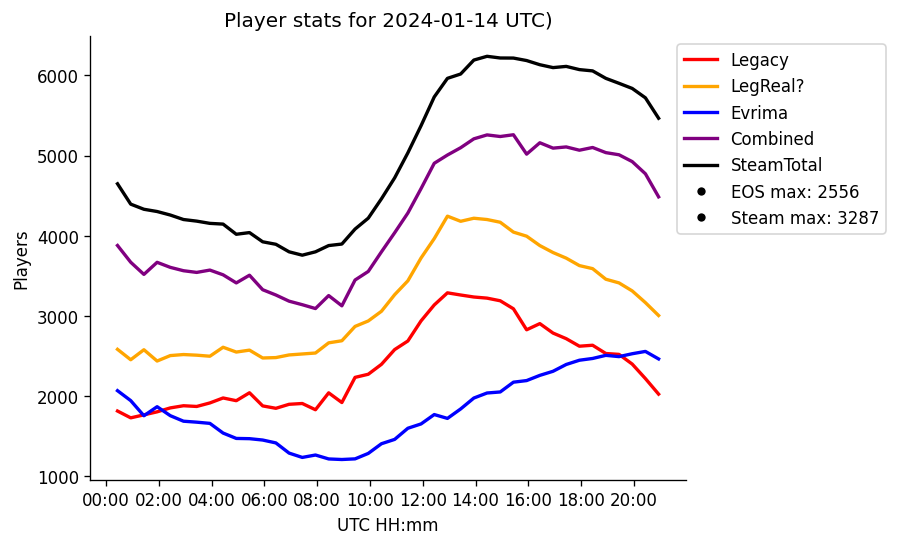 Player stats for 2024-01-14 UTC)
Legacy
LegReal?
Evrima
Combined
SteamTotal
EOS max: 2556
Steam max: 3287
Players
6000
5000
4000
3000
2000
1000
00:00 02:00 04:00 06:00 08:00 10:00 12:00 14:00 16:00 18:00 20:00
UTC HH:mm